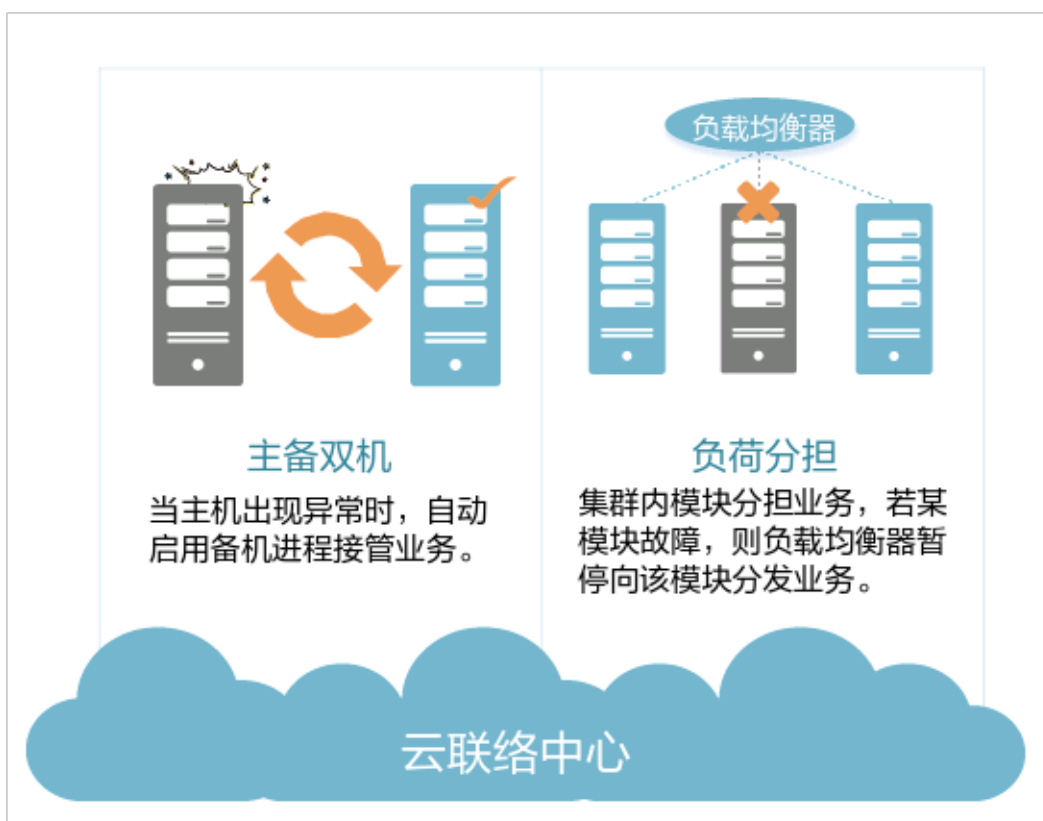 负载均衡器
主备双机
当主机出现异常时，自动
启用备机进程接管业务。
负荷分担
集群内模块分担业务，若某
模块故障，则负载均衡器暂
停向该模块分发业务。
云联络中心